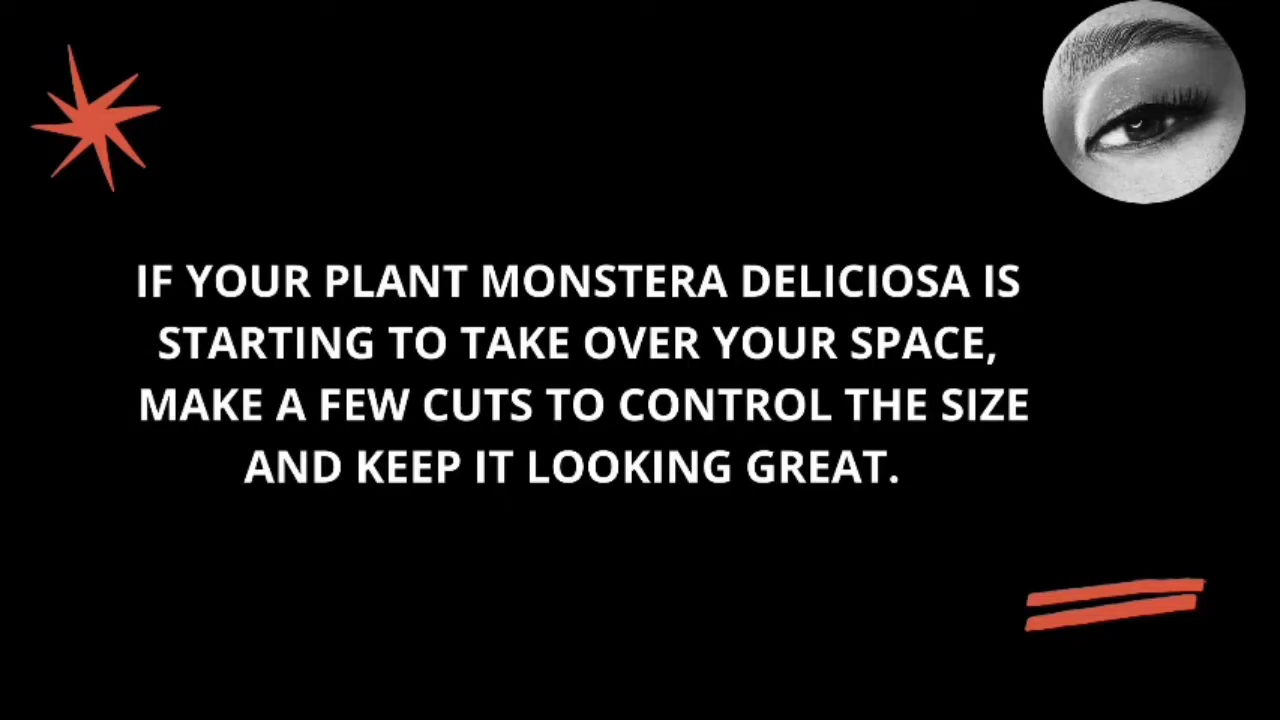 IF YOUR PLANT MONSTERA DELICIOSA IS
STARTING TO TAKE OVER YOUR SPACE,
MAKE A FEW CUTS TO CONTROL THE SIZE
AND KEEP IT LOOKING GREAT.